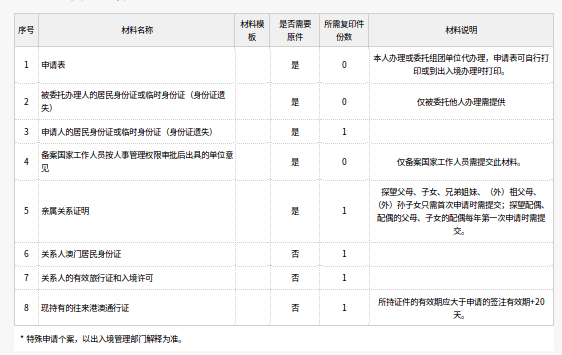 序号 材料名称 材料模板 是否需要原件 所需复印件份数 材料说明
1 申请表 是 0 本人办理或委托组团单位代办理，申请表可自行打印或到出入境办理时打印。
2 被委托办理人的居民身份证或临时身份证（身份证遗失） 是 0 仅被委托他人办理需提供
3 申请人的居民身份证或临时身份证（身份证遗失） 是 1
4 备案国家工作人员按人事管理权限审批后出具的单位意见 是 0 仅备案国家工作人员需提交此材料。
5 亲属关系证明 是 1 探望父母、子女、兄弟姐妹、（外）祖父母、（外）孙子女只需首次申请时需提交；探望配偶、配偶的父母、子女的配偶每年第一次申请时需提交。
6 关系人澳门居民身份证 否 1
7 关系人的有效旅行证和入境许可 否 1
8 现持有的往来港澳通行证 否 1 所持证件的有效期应大于申请的签注有效期+20天。
* 特殊申请个案，以出入境管理部门解释为准。